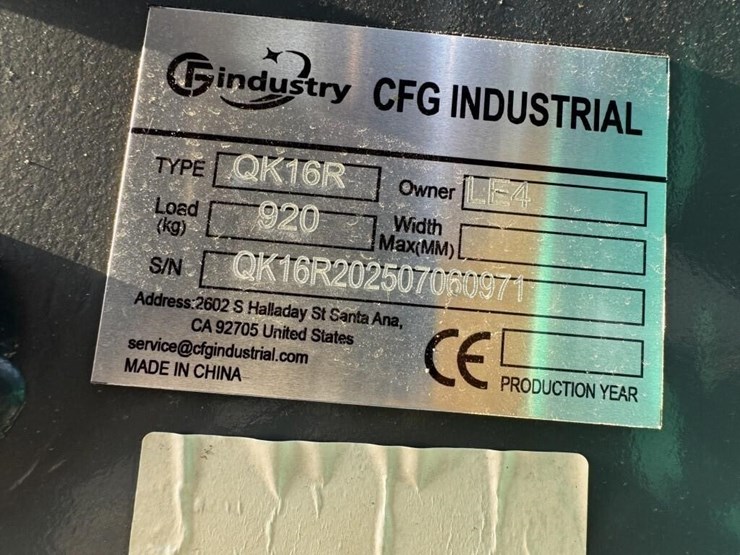 CFindustry CFG INDUSTRIAL
TYPE QK16R Owner LE4
Load (kg) 920 Width Max(MM)
S/N QK16R202507060971
Address:2602 S Halladay St Santa Ana,
CA 92705 United States
service@cfgindustrial.com
MADE IN CHINA
CE PRODUCTION YEAR